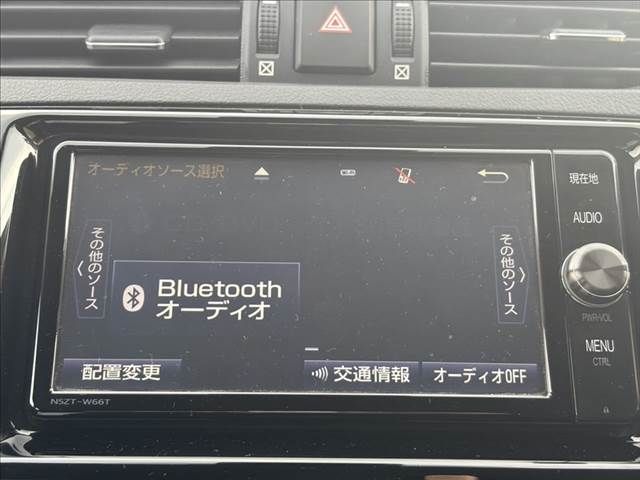 オーディオソース選択
現在地
AUDIO
その他のソース
その他のソース
Bluetooth
オーディオ
PWR•VOL
MENU
CTRL
配置変更
交通情報
オーディオOFF
NSZT-W66T